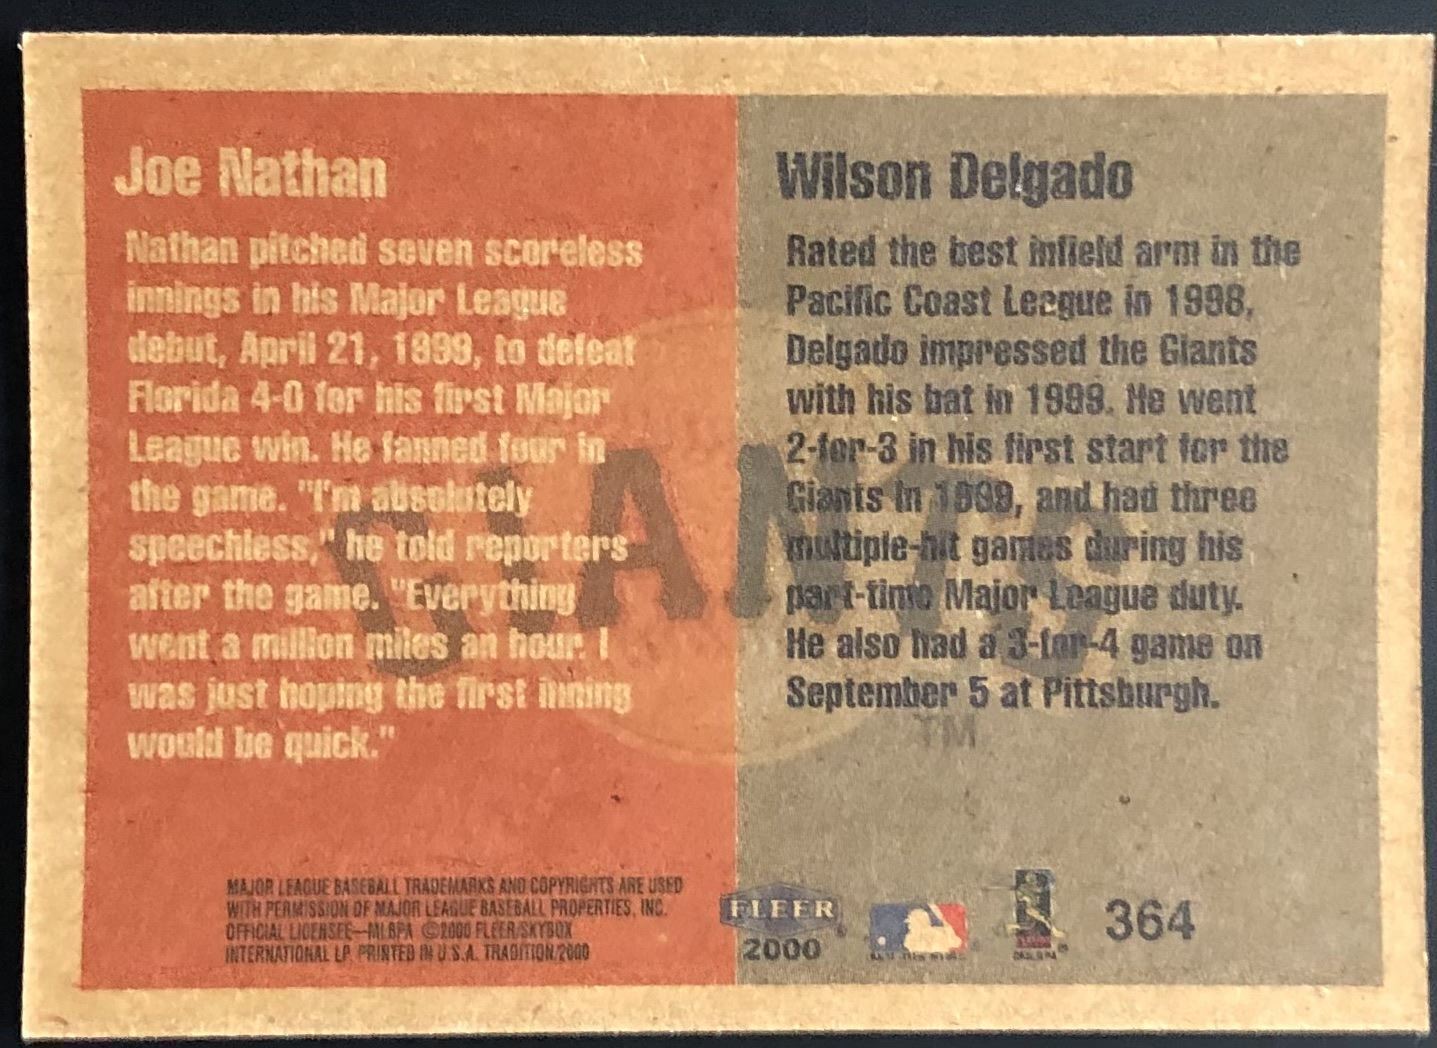 Joe Nathan
Nathan pitched seven scoreless
innings in his Major League
debut, April 21, 1999, to defeat
Florida 4-0 for his first Major
League win. He fanned four in
the game. "I'm absolutely
speechless," he told reporters
after the game. "Everything
went a million miles an hour. I
was just hoping the first inning
would be quick."
Wilson Delgado
Rated the best infield arm in the
Pacific Coast League in 1998,
Delgado impressed the Giants
with his bat in 1999. He went
2-for-3 in his first start for the
Giants in 1999, and had three
multiple-hit games during his
part-time Major League duty.
He also had a 3-for-4 game on
September 5 at Pittsburgh.
GIANTS
TM
MAJOR LEAGUE BASEBALL TRADEMARKS AND COPYRIGHTS ARE USED
WITH PERMISSION OF MAJOR LEAGUE BASEBALL PROPERTIES, INC.
OFFICIAL LICENSEE—MLBPA ©2000 FLEER/SKYBOX
INTERNATIONAL LP. PRINTED IN U.S.A. TRADITION/2000
FLEER
2000
364